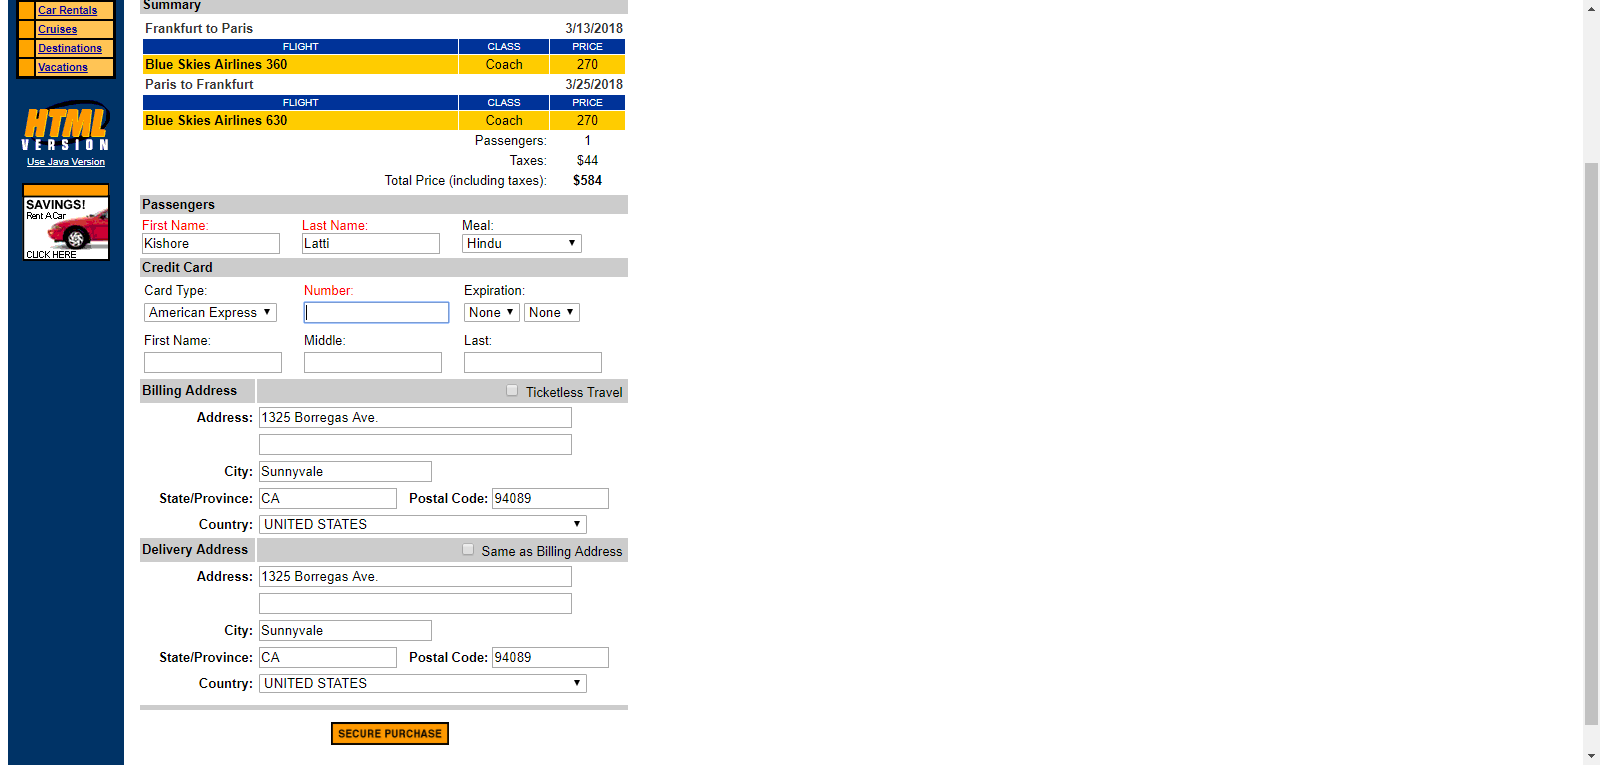 Car Rentals
Cruises
Destinations
Vacations
HTML
VERSION
Use Java Version
SAVINGS!
Rent A Car
CLICK HERE
Summary
Frankfurt to Paris 3/13/2018
FLIGHT CLASS PRICE
Blue Skies Airlines 360 Coach 270
Paris to Frankfurt 3/25/2018
FLIGHT CLASS PRICE
Blue Skies Airlines 630 Coach 270
Passengers: 1
Taxes: $44
Total Price (including taxes): $584
Passengers
First Name: Last Name: Meal:
Kishore Latti Hindu
Credit Card
Card Type: Number: Expiration:
American Express None None
First Name: Middle: Last:
Billing Address Ticketless Travel
Address: 1325 Borregas Ave.
City: Sunnyvale
State/Province: CA Postal Code: 94089
Country: UNITED STATES
Delivery Address Same as Billing Address
Address: 1325 Borregas Ave.
City: Sunnyvale
State/Province: CA Postal Code: 94089
Country: UNITED STATES
SECURE PURCHASE